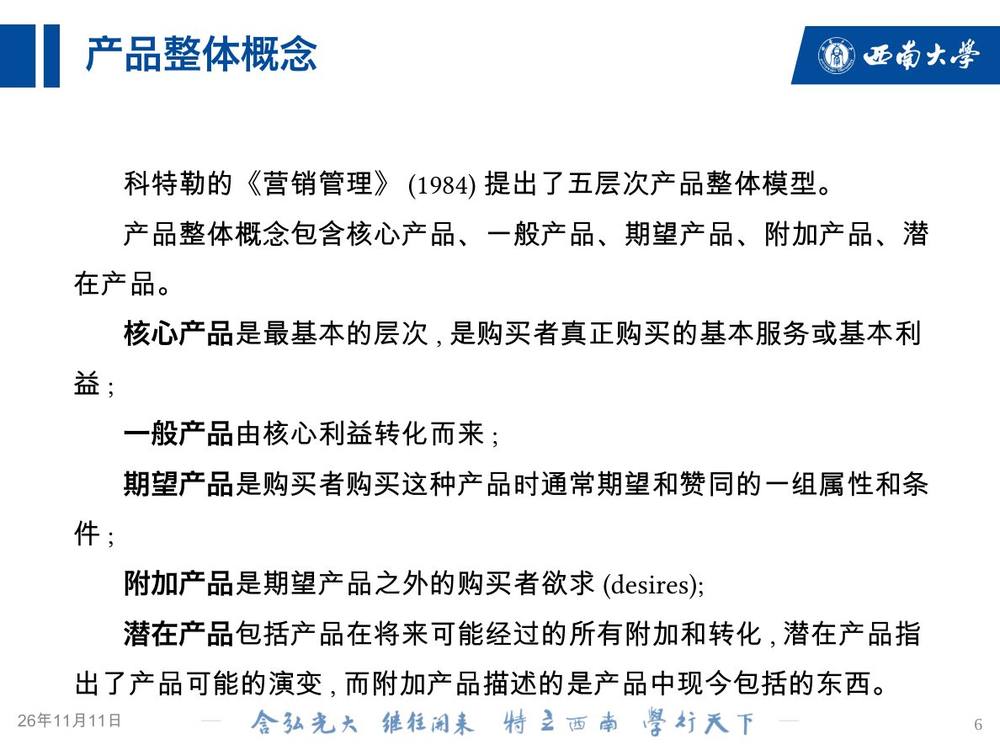 产品整体概念
西南大学
科特勒的《营销管理》 (1984) 提出了五层次产品整体模型。
产品整体概念包含核心产品、一般产品、期望产品、附加产品、潜
在产品。
核心产品是最基本的层次 , 是购买者真正购买的基本服务或基本利
益 ;
一般产品由核心利益转化而来 ;
期望产品是购买者购买这种产品时通常期望和赞同的一组属性和条
件 ;
附加产品是期望产品之外的购买者欲求 (desires);
潜在产品包括产品在将来可能经过的所有附加和转化 , 潜在产品指
出了产品可能的演变 , 而附加产品描述的是产品中现今包括的东西。
26年11月11日
含弘光大 继往开来 特立西南 學行天下
6